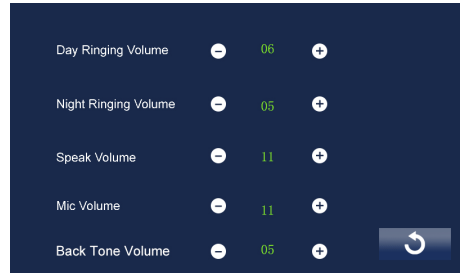 Day Ringing Volume 06
Night Ringing Volume 05
Speak Volume 11
Mic Volume 11
Back Tone Volume 05